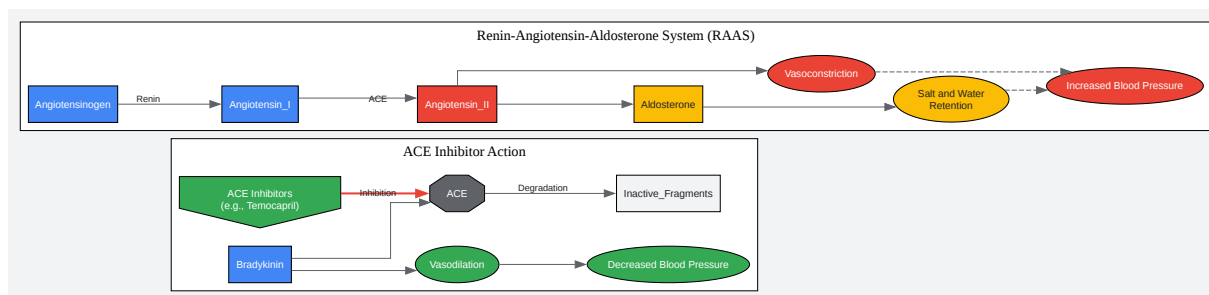 Renin-Angiotensin-Aldosterone System (RAAS)
Vasoconstriction
Increased Blood Pressure
Angiotensinogen
Renin
Angiotensin_I
ACE
Angiotensin_II
Aldosterone
Salt and Water
Retention
ACE Inhibitor Action
ACE Inhibitors
(e.g., Temocapril)
Inhibition
ACE
Degradation
Inactive_Fragments
Bradykinin
Vasodilation
Decreased Blood Pressure